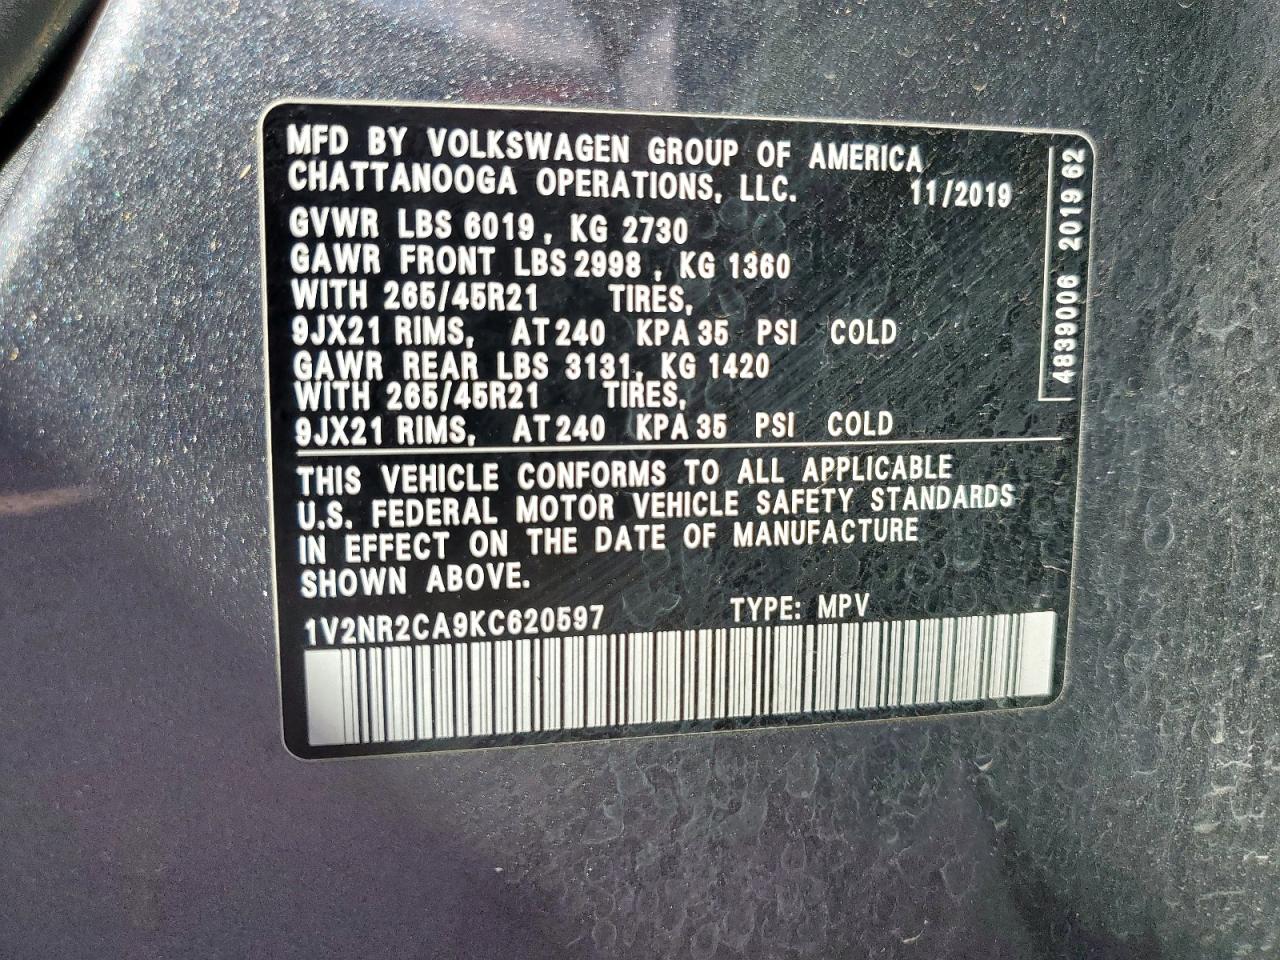 MFD BY VOLKSWAGEN GROUP OF AMERICA
CHATTANOOGA OPERATIONS, LLC. 11/2019
GVWR LBS 6019, KG 2730
GAWR FRONT LBS 2998, KG 1360
WITH 265/45R21 TIRES,
9JX21 RIMS, AT 240 KPA 35 PSI COLD
GAWR REAR LBS 3131, KG 1420
WITH 265/45R21 TIRES,
9JX21 RIMS, AT 240 KPA 35 PSI COLD
THIS VEHICLE CONFORMS TO ALL APPLICABLE
U.S. FEDERAL MOTOR VEHICLE SAFETY STANDARDS
IN EFFECT ON THE DATE OF MANUFACTURE
SHOWN ABOVE.
1V2NR2CA9KC620597 TYPE: MPV
4839006 2019 62